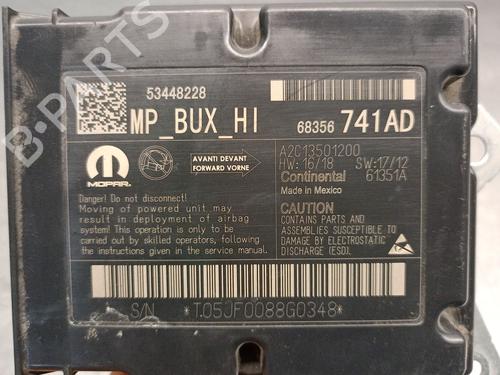 53448228
MP_BUX_HI
68356 741AD
MOPAR
AVANTI DEVANT
FORWARD VORNE
A2C13501200
HW: 16/18 SW: 17/12
Continental 61351A
Made in Mexico
Danger! Do not disconnect!
Moving of powered unit may
result in deployment of airbag
system! This operation is only to be
carried out by skilled operators, following
the instructions given in the service manual.
CAUTION
CONTAINS PARTS AND
ASSEMBLIES SUSCEPTIBLE
TO DAMAGE BY ELECTROSTATIC
DISCHARGE (ESD).
S/N *T05JF0088G0348*
B-Parts